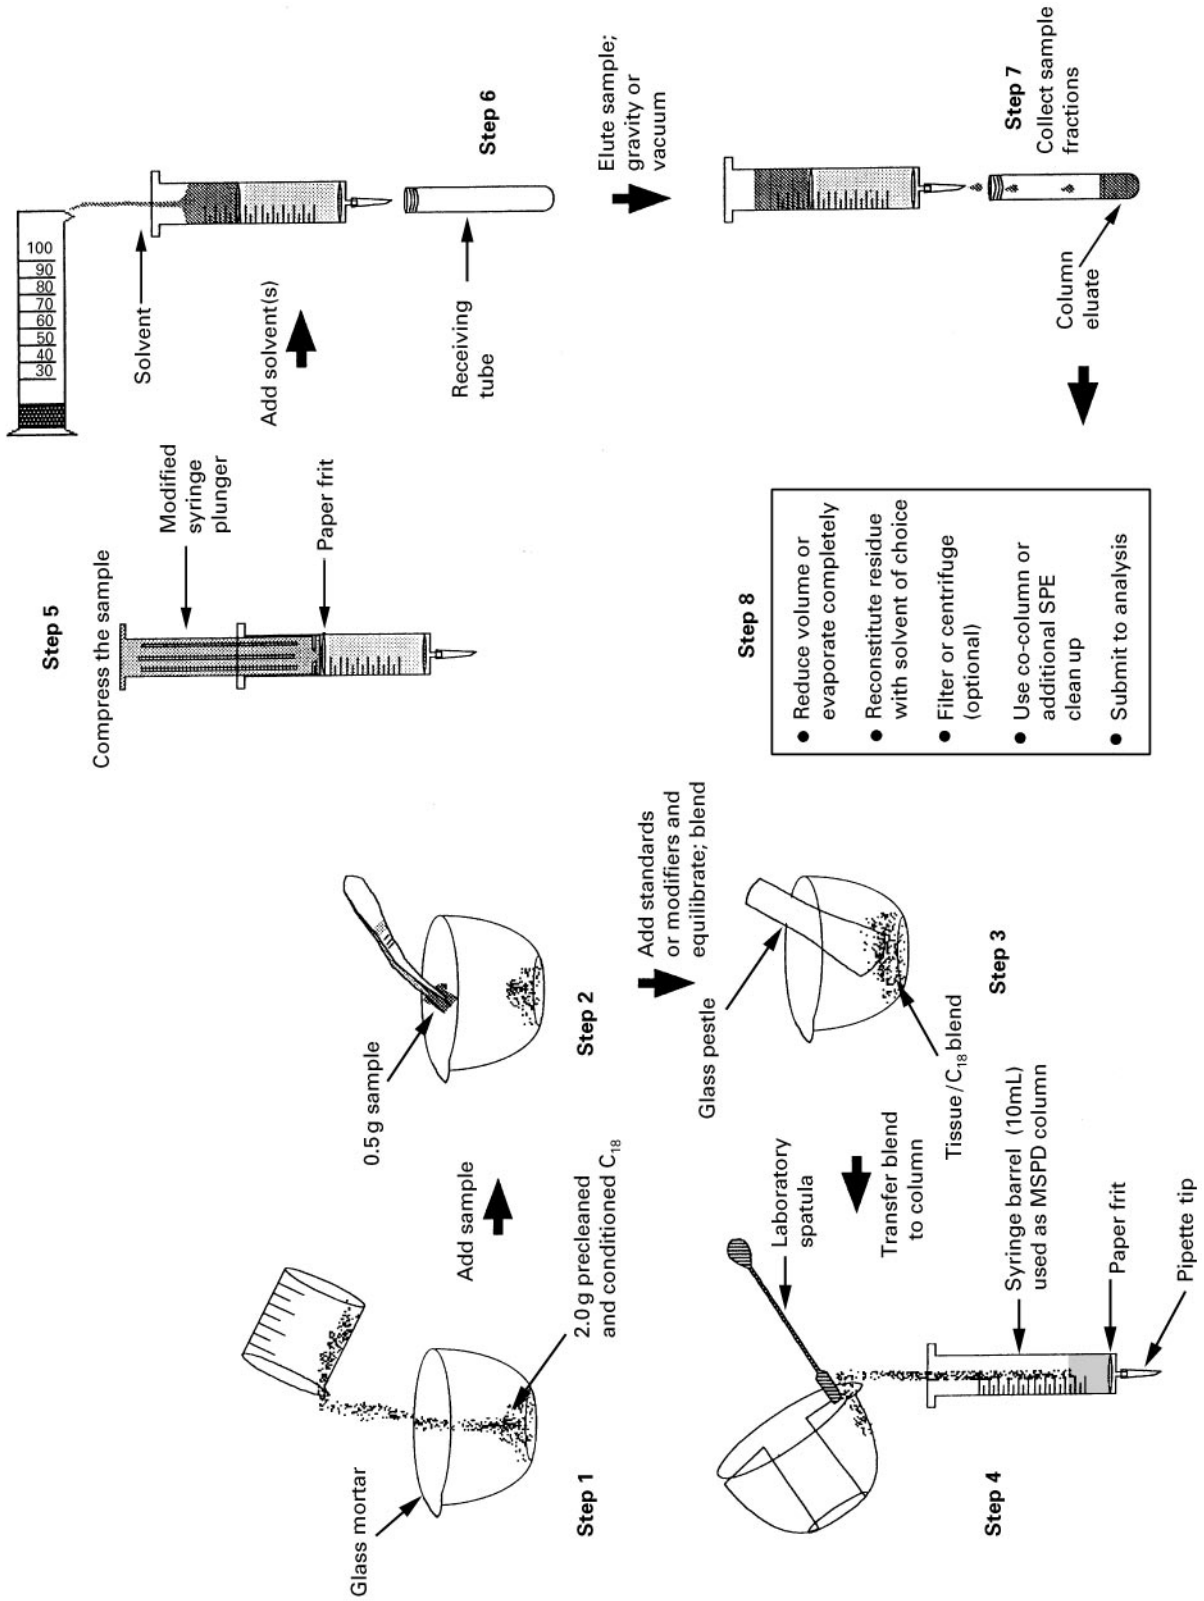 Glass mortar
2.0 g precleaned
and conditioned C₁₈
Step 1
Add sample
0.5 g sample
Step 2
Add standards
or modifiers and
equilibrate; blend
Glass pestle
Tissue/C₁₈ blend
Step 3
Transfer blend
to column
Laboratory
spatula
Syringe barrel (10mL)
used as MSPD column
Paper frit
Pipette tip
Step 4
Step 5
Compress the sample
Modified
syringe
plunger
Paper frit
Add solvent(s)
100
90
80
70
60
50
40
30
Solvent
Receiving
tube
Step 6
Elute sample;
gravity or
vacuum
Step 7
Collect sample
fractions
Column
eluate
Step 8
● Reduce volume or
evaporate completely
● Reconstitute residue
with solvent of choice
● Filter or centrifuge
(optional)
● Use co-column or
additional SPE
clean up
● Submit to analysis